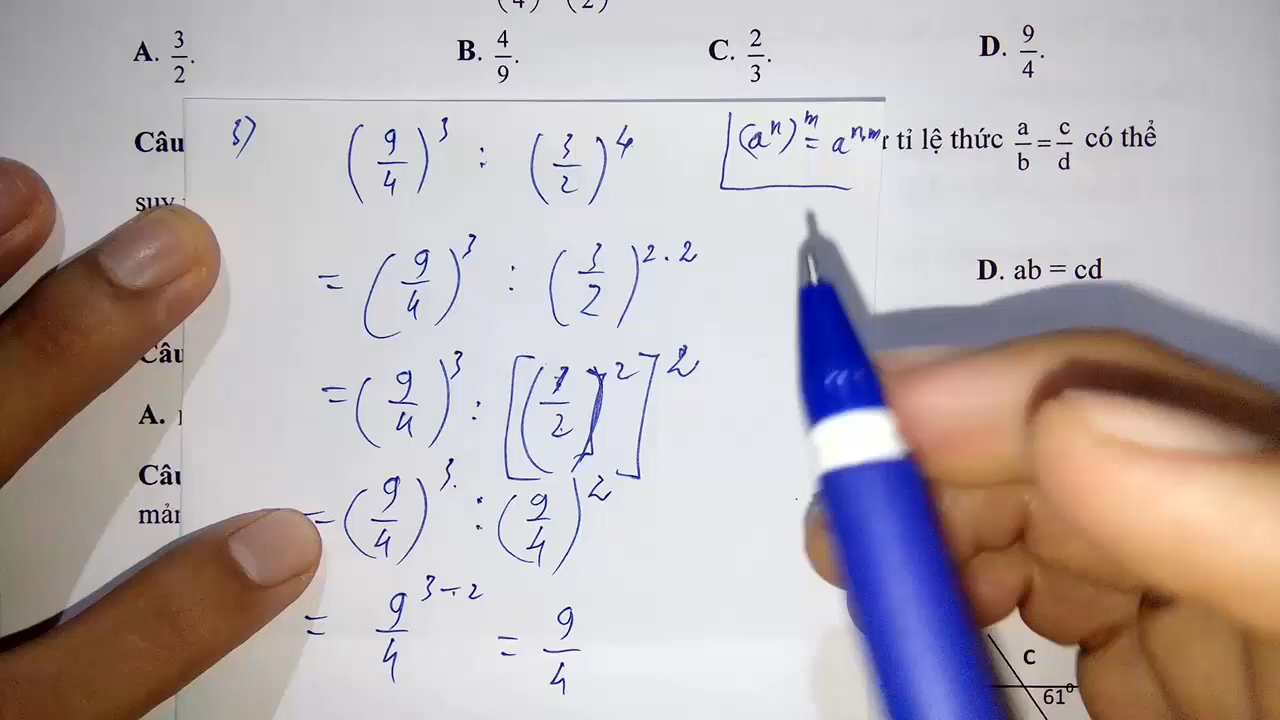 A. 3/2. B. 4/9. C. 2/3. D. 9/4.
3) (9/4)^3 : (3/2)^4 [(a^n)^m = a^{n.m}
Câu tỉ lệ thức a/b = c/d có thể
suy
= (9/4)^3 : (3/2)^{2.2}
D. ab = cd
Câu
= (9/4)^3 : [(3/2)^2]^2
A.
Câu
= (9/4)^3 : (9/4)^2
mản
= 9/4^{3-2} = 9/4
C
61°